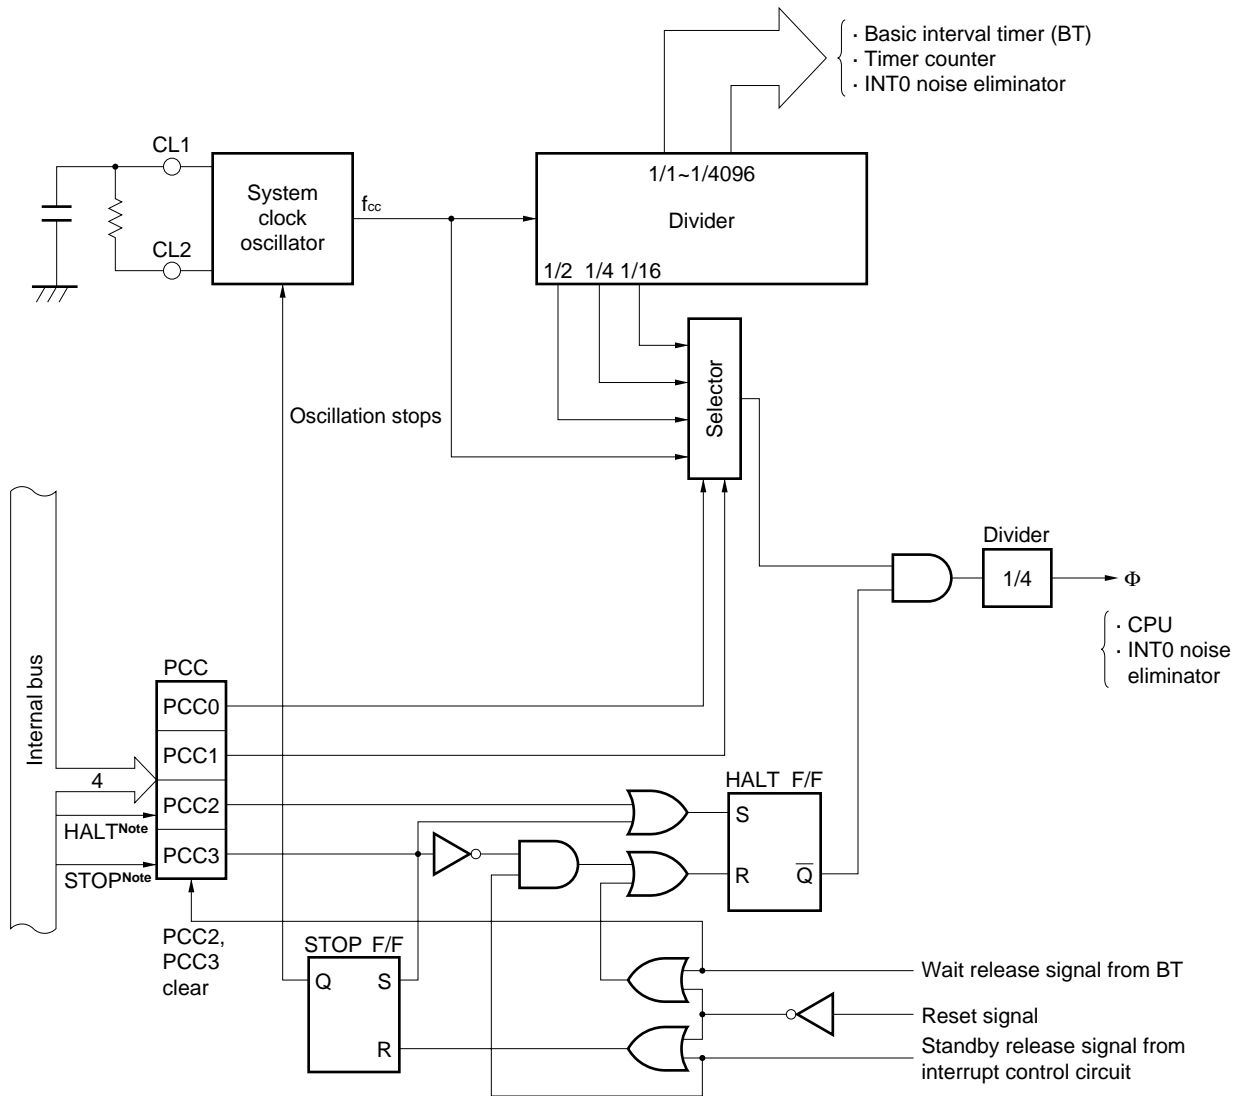 · Basic interval timer (BT)
· Timer counter
· INT0 noise eliminator
CL1
CL2
System
clock
oscillator
fcc
1/1~1/4096
Divider
1/2 1/4 1/16
Selector
Oscillation stops
Divider
1/4
Φ
· CPU
· INT0 noise
eliminator
Internal bus
4
HALTNote
STOPNote
PCC
PCC0
PCC1
PCC2
PCC3
PCC2,
PCC3
clear
HALT F/F
S
R
Q̅
STOP F/F
Q S
R
Wait release signal from BT
Reset signal
Standby release signal from
interrupt control circuit